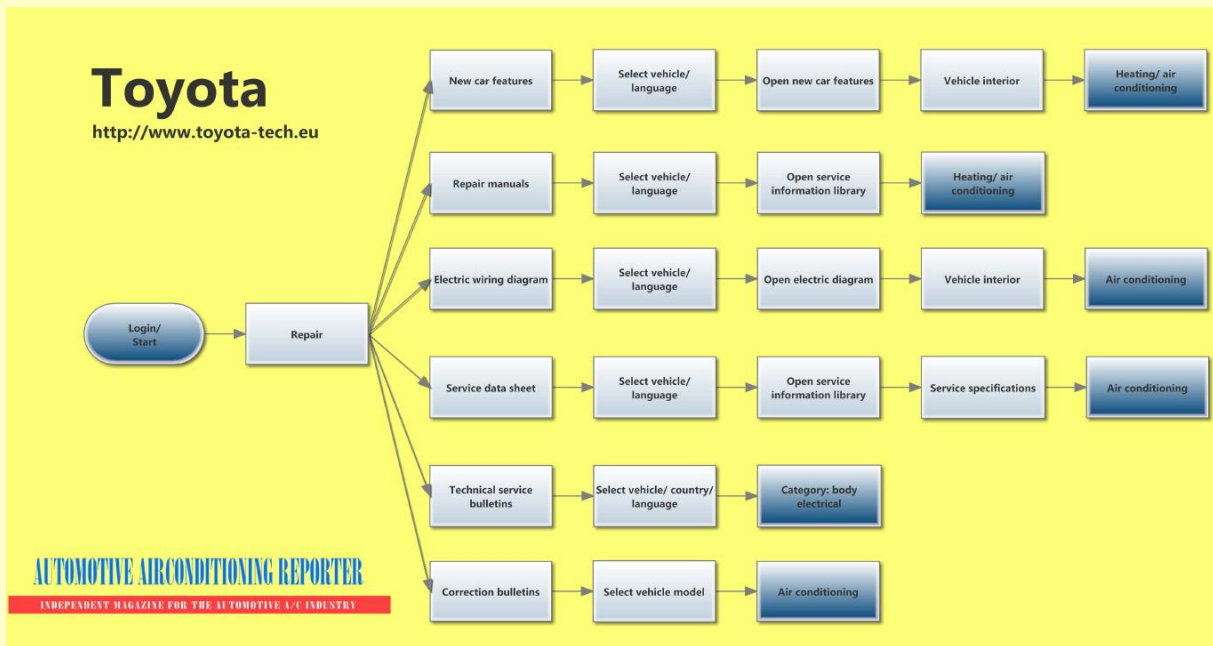 Toyota
http://www.toyota-tech.eu
New car features
Select vehicle/
language
Open new car features
Vehicle interior
Heating/ air
conditioning
Repair manuals
Select vehicle/
language
Open service
information library
Heating/ air
conditioning
Electric wiring diagram
Select vehicle/
language
Open electric diagram
Vehicle interior
Air conditioning
Login/
Start
Repair
Service data sheet
Select vehicle/
language
Open service
information library
Service specifications
Air conditioning
Technical service
bulletins
Select vehicle/ country/
language
Category: body
electrical
Correction bulletins
Select vehicle model
Air conditioning
AUTOMOTIVE AIRCONDITIONING REPORTER
INDEPENDENT MAGAZINE FOR THE AUTOMOTIVE A/C INDUSTRY